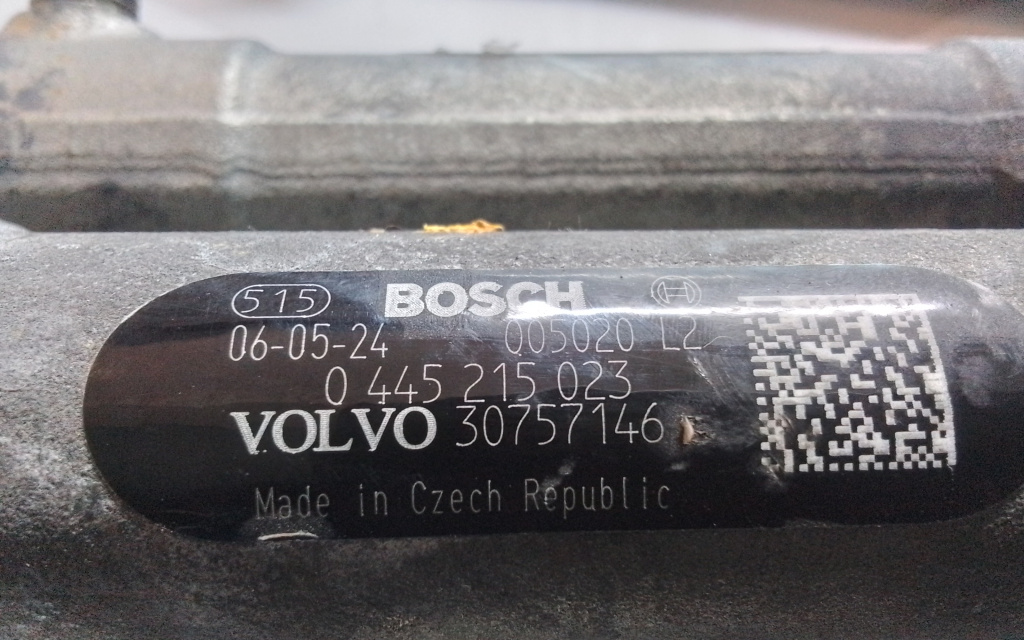 515 BOSCH
06-05-24 005020 L2
0 445 215 023
VOLVO 30757146
Made in Czech Republic